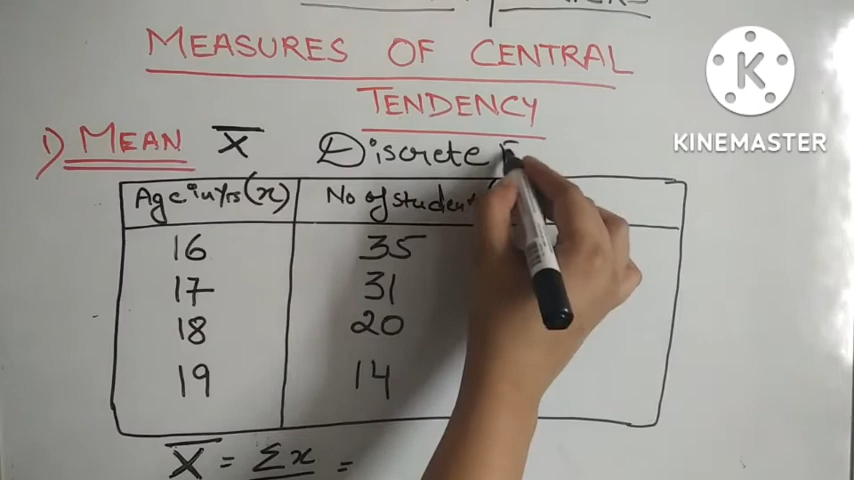 MEASURES OF CENTRAL
TENDENCY
K
KINEMASTER
1) MEAN X̅ Discrete
Age in yrs (x) No of student
16 35
17 31
18 20
19 14
X̅ = Σx =